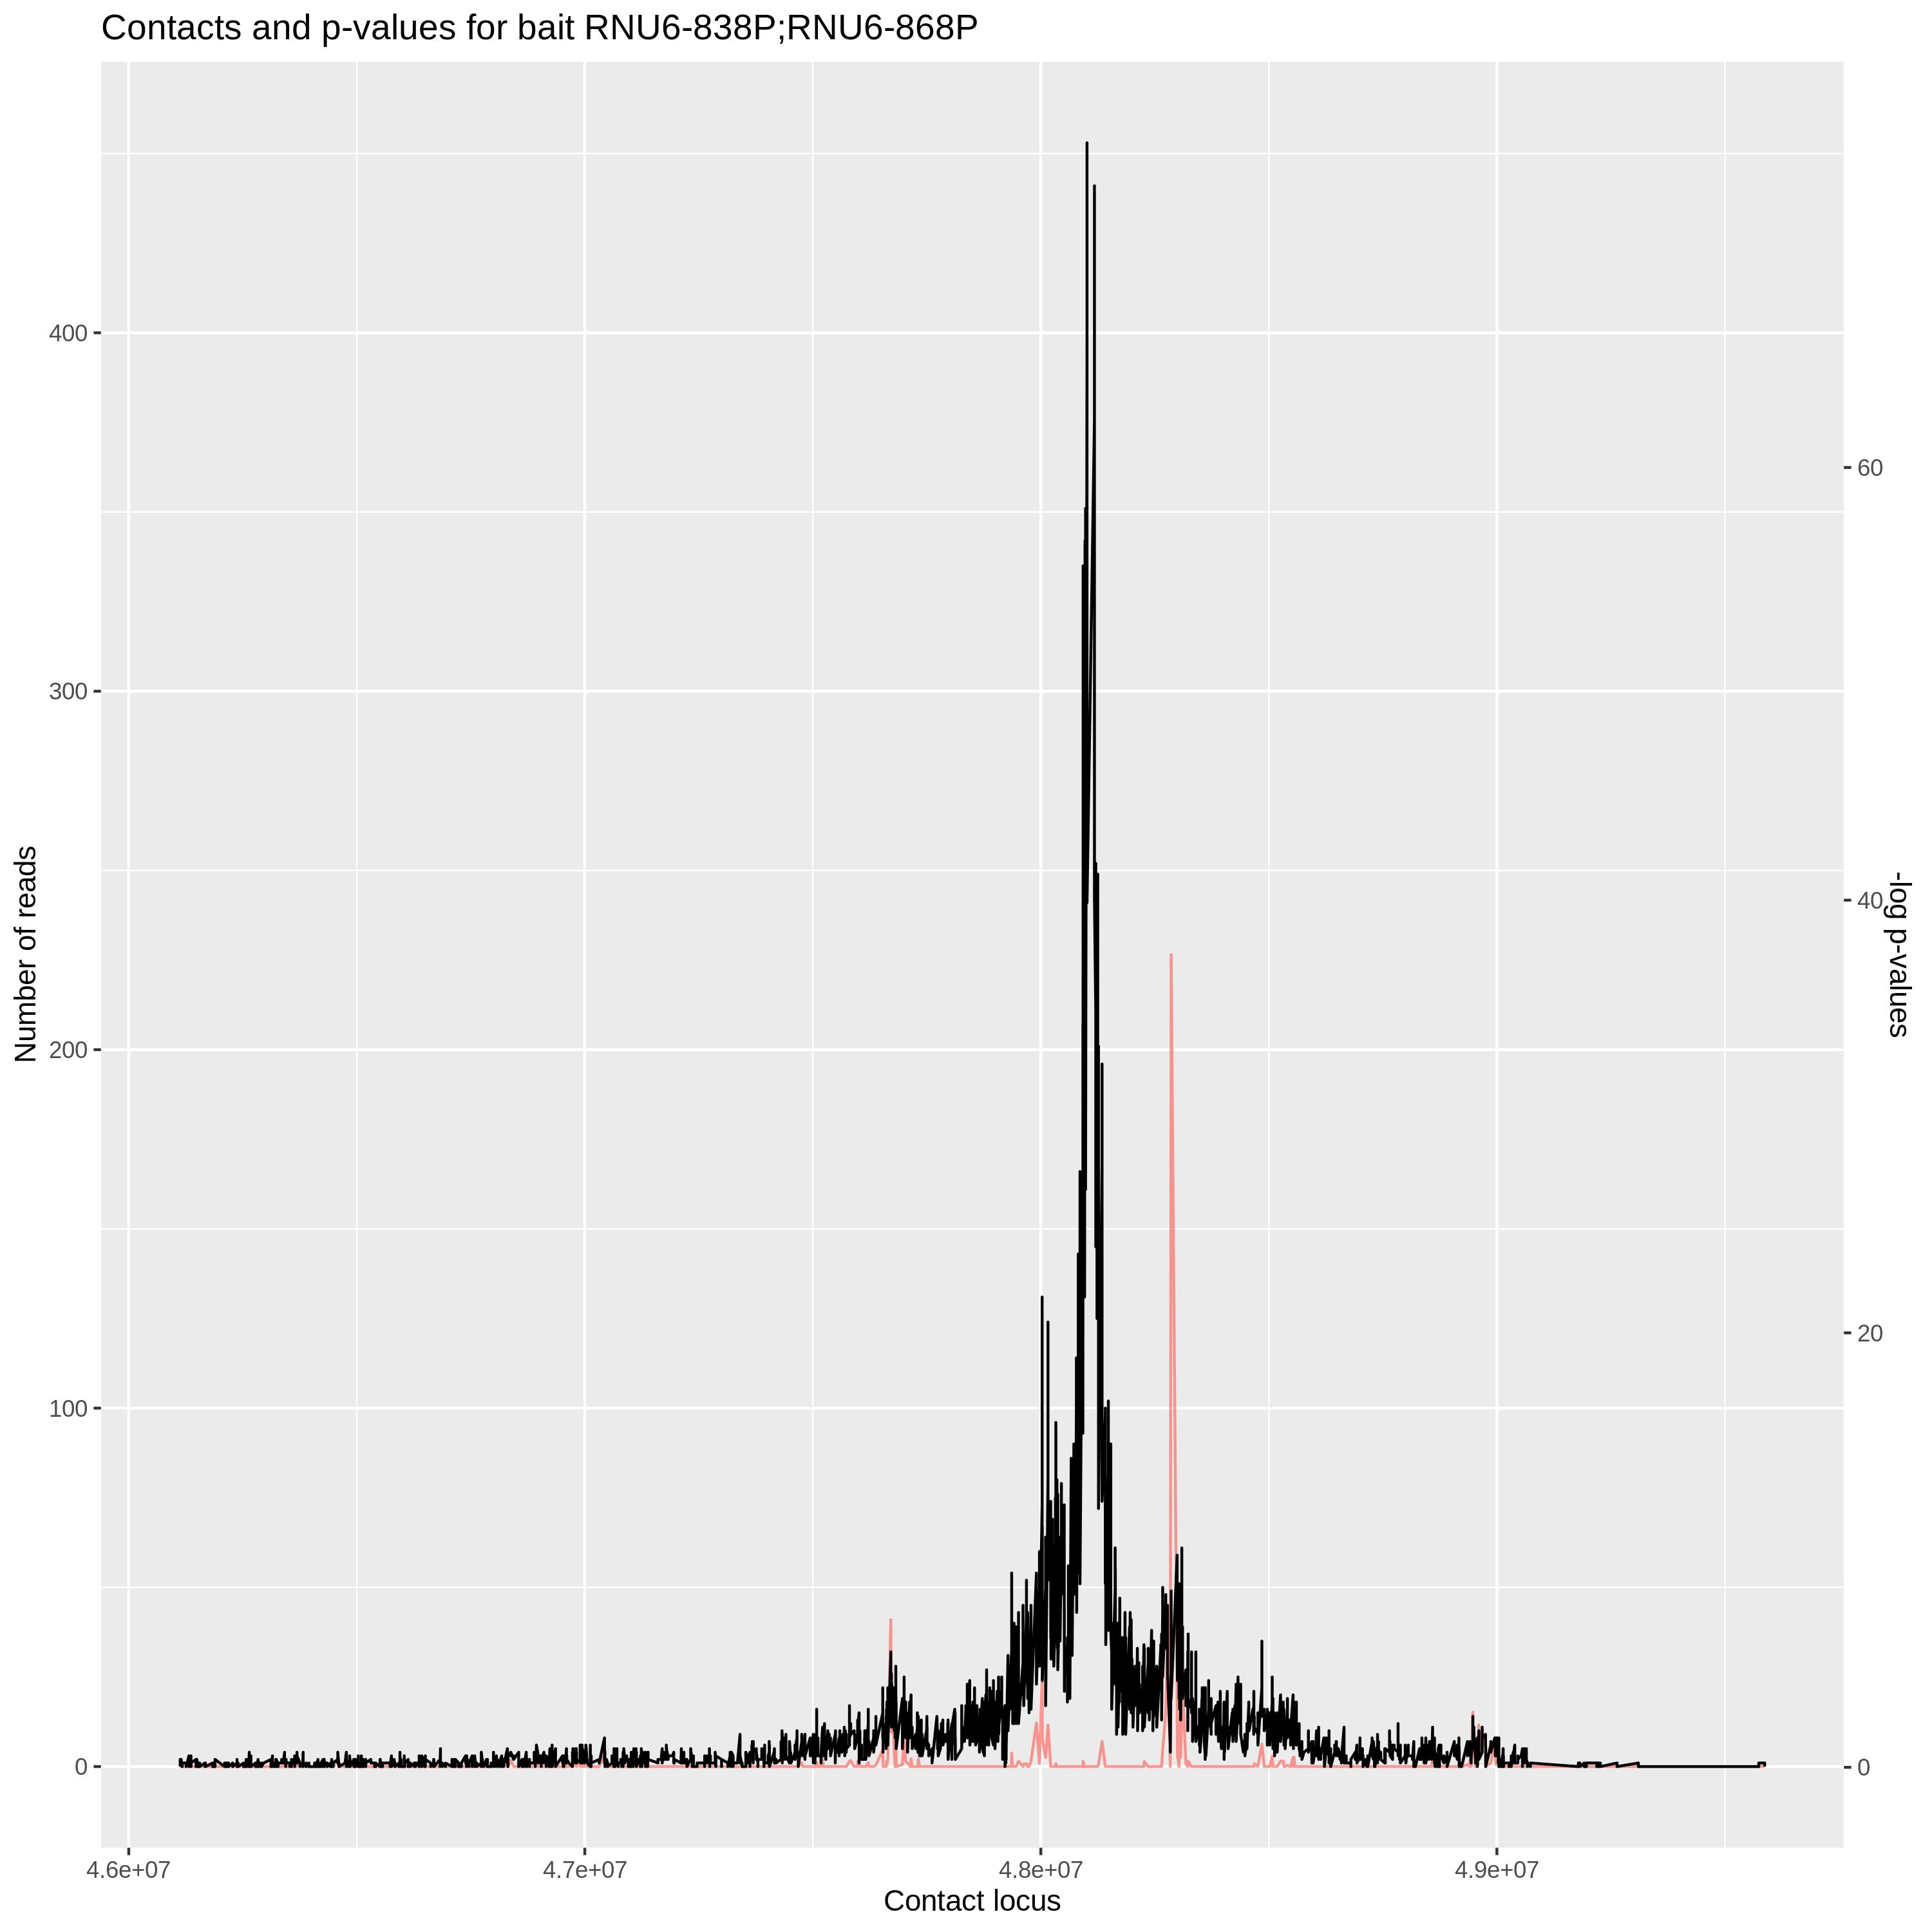 Contacts and p-values for bait RNU6-838P;RNU6-868P
Number of reads
400
300
200
100
0
60
40
20
0
-log p-values
4.6e+07 4.7e+07 4.8e+07 4.9e+07
Contact locus